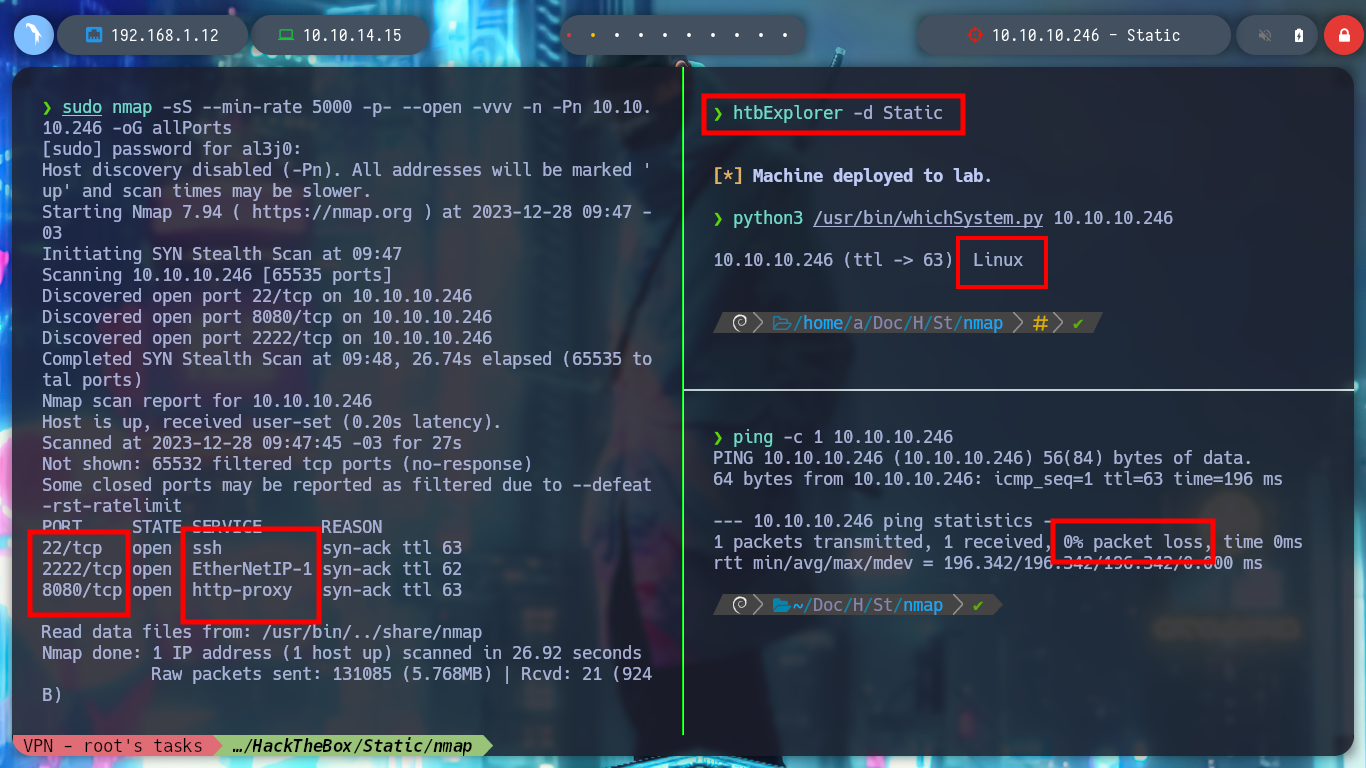 192.168.1.12
10.10.14.15
10.10.10.246 - Static
❯ sudo nmap -sS --min-rate 5000 -p- --open -vvv -n -Pn 10.10.
10.246 -oG allPorts
[sudo] password for al3j0:
Host discovery disabled (-Pn). All addresses will be marked '
up' and scan times may be slower.
Starting Nmap 7.94 ( https://nmap.org ) at 2023-12-28 09:47 -
03
Initiating SYN Stealth Scan at 09:47
Scanning 10.10.10.246 [65535 ports]
Discovered open port 22/tcp on 10.10.10.246
Discovered open port 8080/tcp on 10.10.10.246
Discovered open port 2222/tcp on 10.10.10.246
Completed SYN Stealth Scan at 09:48, 26.74s elapsed (65535 to
tal ports)
Nmap scan report for 10.10.10.246
Host is up, received user-set (0.20s latency).
Scanned at 2023-12-28 09:47:45 -03 for 27s
Not shown: 65532 filtered tcp ports (no-response)
Some closed ports may be reported as filtered due to --defeat
-rst-ratelimit
PORT STATE SERVICE REASON
22/tcp open ssh syn-ack ttl 63
2222/tcp open EtherNetIP-1 syn-ack ttl 62
8080/tcp open http-proxy syn-ack ttl 63
Read data files from: /usr/bin/../share/nmap
Nmap done: 1 IP address (1 host up) scanned in 26.92 seconds
Raw packets sent: 131085 (5.768MB) | Rcvd: 21 (924
B)
❯ htbExplorer -d Static
[*] Machine deployed to lab.
❯ python3 /usr/bin/whichSystem.py 10.10.10.246
10.10.10.246 (ttl -> 63) Linux
/home/a/Doc/H/St/nmap # ✔
❯ ping -c 1 10.10.10.246
PING 10.10.10.246 (10.10.10.246) 56(84) bytes of data.
64 bytes from 10.10.10.246: icmp_seq=1 ttl=63 time=196 ms
--- 10.10.10.246 ping statistics -
1 packets transmitted, 1 received, 0% packet loss, time 0ms
rtt min/avg/max/mdev = 196.342/196.342/196.342/0.000 ms
~/Doc/H/St/nmap ✔
VPN - root's tasks …/HackTheBox/Static/nmap